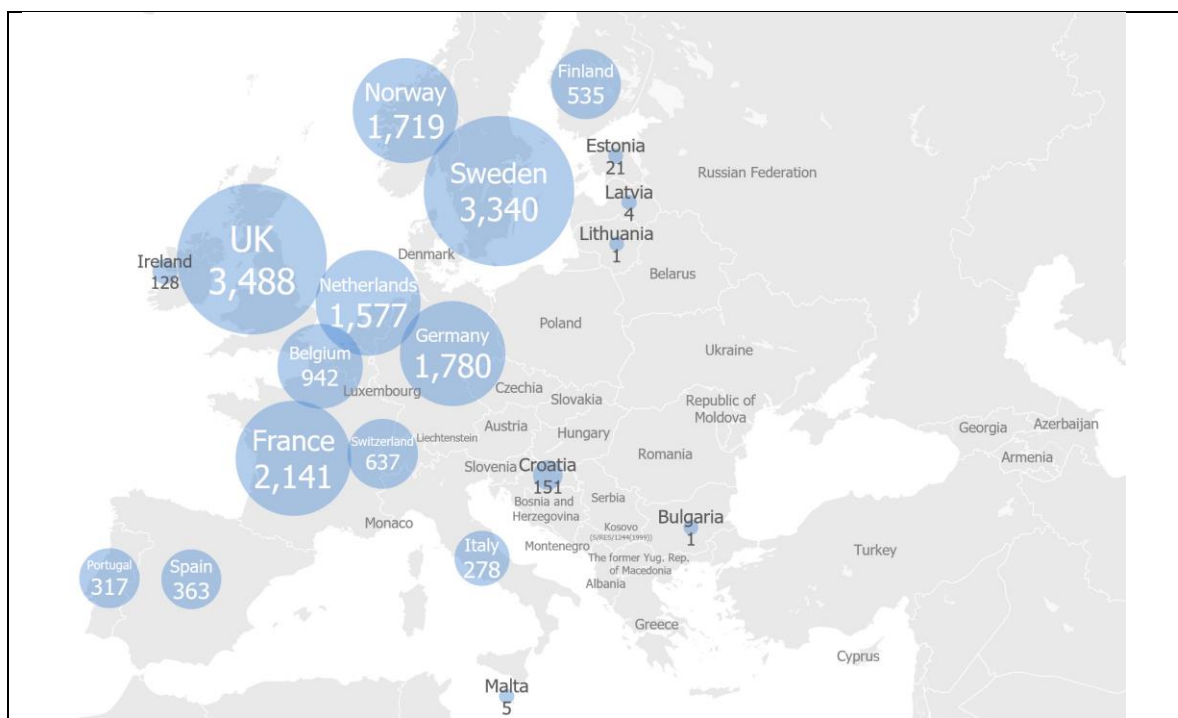 Finland
535
Norway
1,719
Estonia
21
Sweden
3,340
Russian Federation
Latvia
4
Lithuania
1
UK
3,488
Ireland
128
Denmark
Belarus
Netherlands
1,577
Poland
Germany
1,780
Ukraine
Belgium
942
Luxembourg
Czechia
Slovakia
Republic of
Moldova
Austria
Hungary
France
2,141
Switzerland
637
Liechtenstein
Georgia
Azerbaijan
Armenia
Romania
Slovenia
Croatia
151
Bosnia and
Herzegovina
Serbia
Monaco
Kosovo
(S/RES/1244(1999))
Bulgaria
1
Montenegro
Italy
278
The former Yug. Rep.
of Macedonia
Albania
Turkey
Portugal
317
Spain
363
Greece
Cyprus
Malta
5